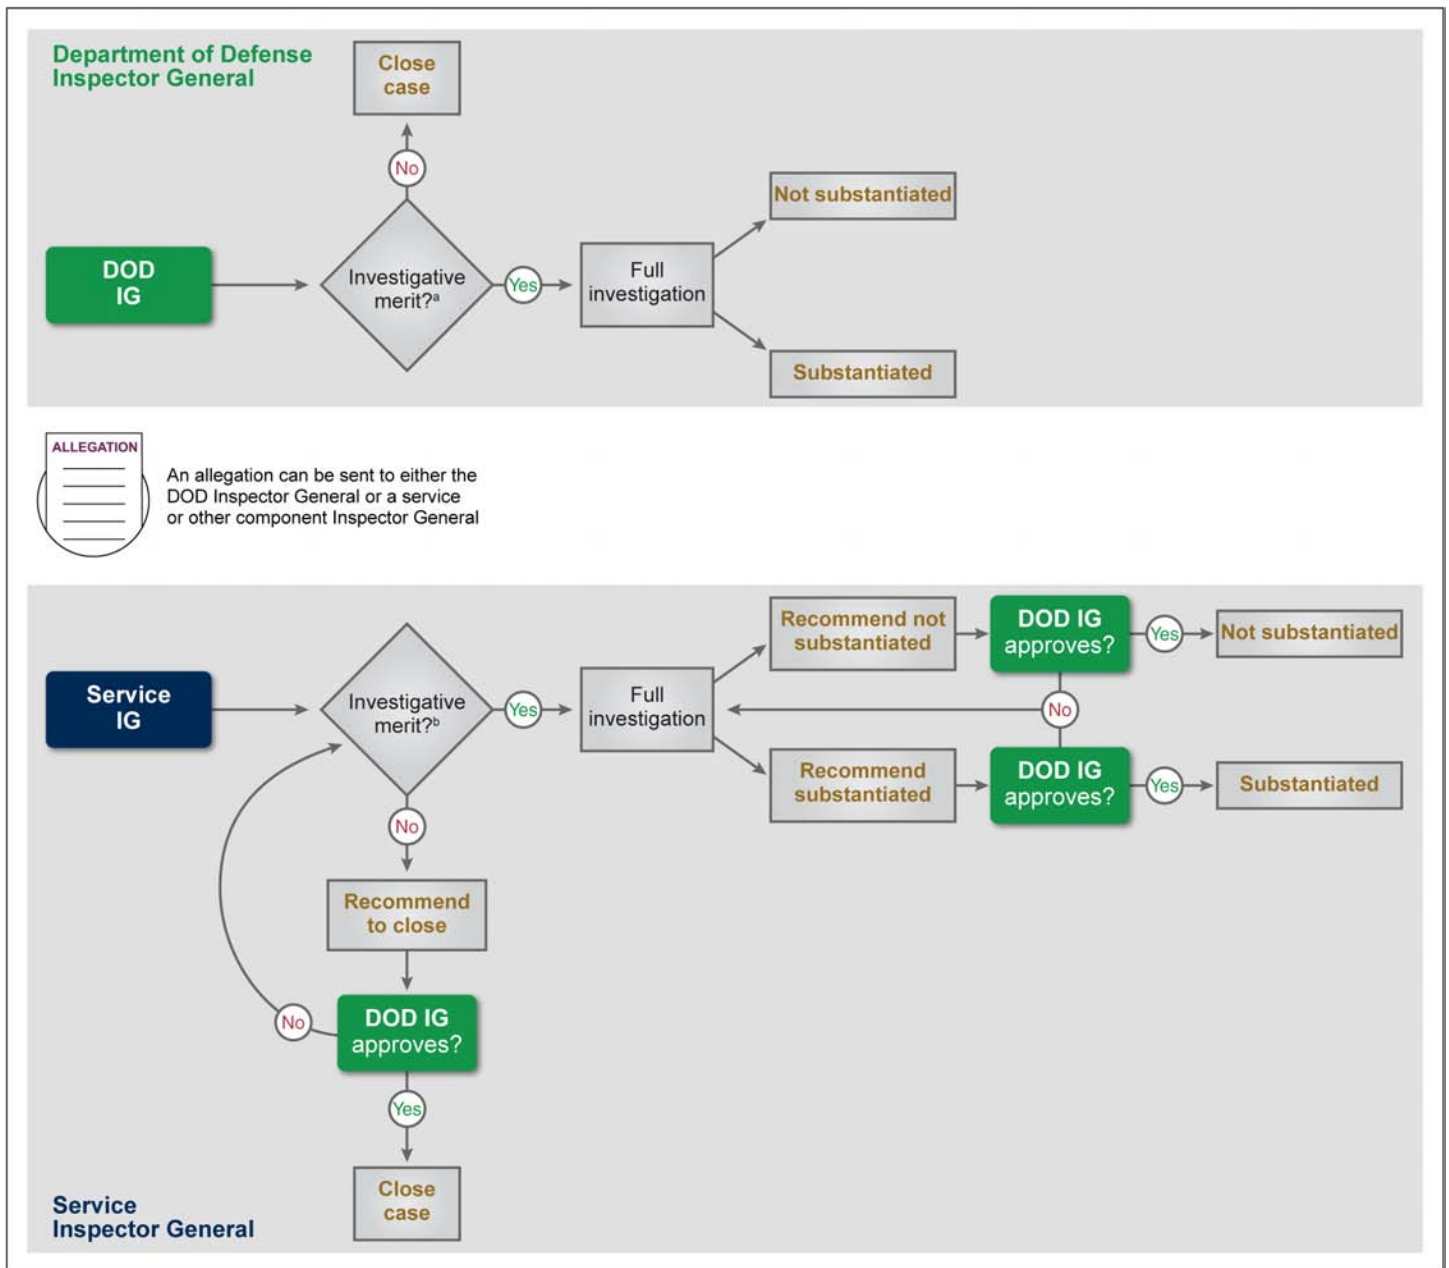 Department of Defense
Inspector General
Close
case
No
DOD
IG
Investigative
merit?ᵃ
Yes
Full
investigation
Not substantiated
Substantiated
ALLEGATION
An allegation can be sent to either the
DOD Inspector General or a service
or other component Inspector General
Service
IG
Investigative
merit?ᵇ
Yes
Full
investigation
Recommend not
substantiated
DOD IG
approves?
Yes
Not substantiated
No
Recommend
substantiated
DOD IG
approves?
Yes
Substantiated
No
Recommend
to close
DOD IG
approves?
No
Yes
Close
case
Service
Inspector General